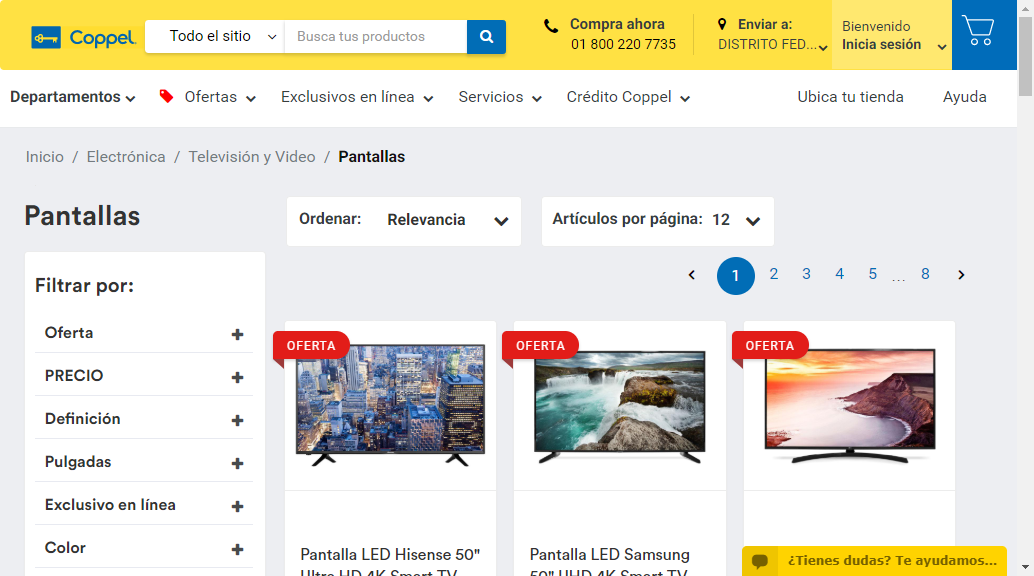 Coppel.
Todo el sitio
Busca tus productos
Compra ahora
01 800 220 7735
Enviar a:
DISTRITO FED...
Bienvenido
Inicia sesión
Departamentos
Ofertas
Exclusivos en línea
Servicios
Crédito Coppel
Ubica tu tienda
Ayuda
Inicio / Electrónica / Televisión y Video / Pantallas
Pantallas
Ordenar: Relevancia
Artículos por página: 12
Filtrar por:
1 2 3 4 5 ... 8
Oferta
PRECIO
Definición
Pulgadas
Exclusivo en línea
Color
OFERTA
OFERTA
OFERTA
Pantalla LED Hisense 50"
Ultra HD 4K Smart TV
Pantalla LED Samsung
50" UHD 4K Smart TV
¿Tienes dudas? Te ayudamos...